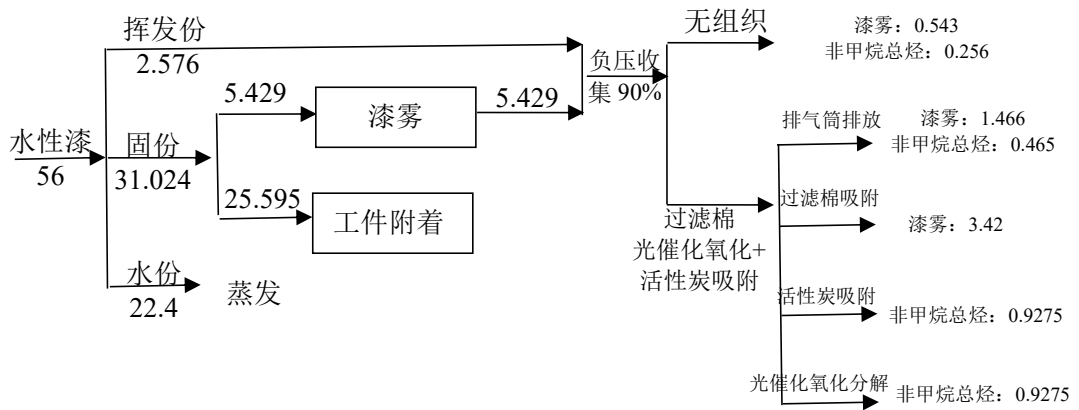 挥发份
2.576
水性漆
56
固份
31.024
水份
22.4
蒸发
5.429
漆雾
5.429
25.595
工件附着
负压收
集 90%
无组织
漆雾：0.543
非甲烷总烃：0.256
过滤棉
光催化氧化+
活性炭吸附
排气筒排放
漆雾：1.466
非甲烷总烃：0.465
过滤棉吸附
漆雾：3.42
活性炭吸附
非甲烷总烃：0.9275
光催化氧化分解
非甲烷总烃：0.9275